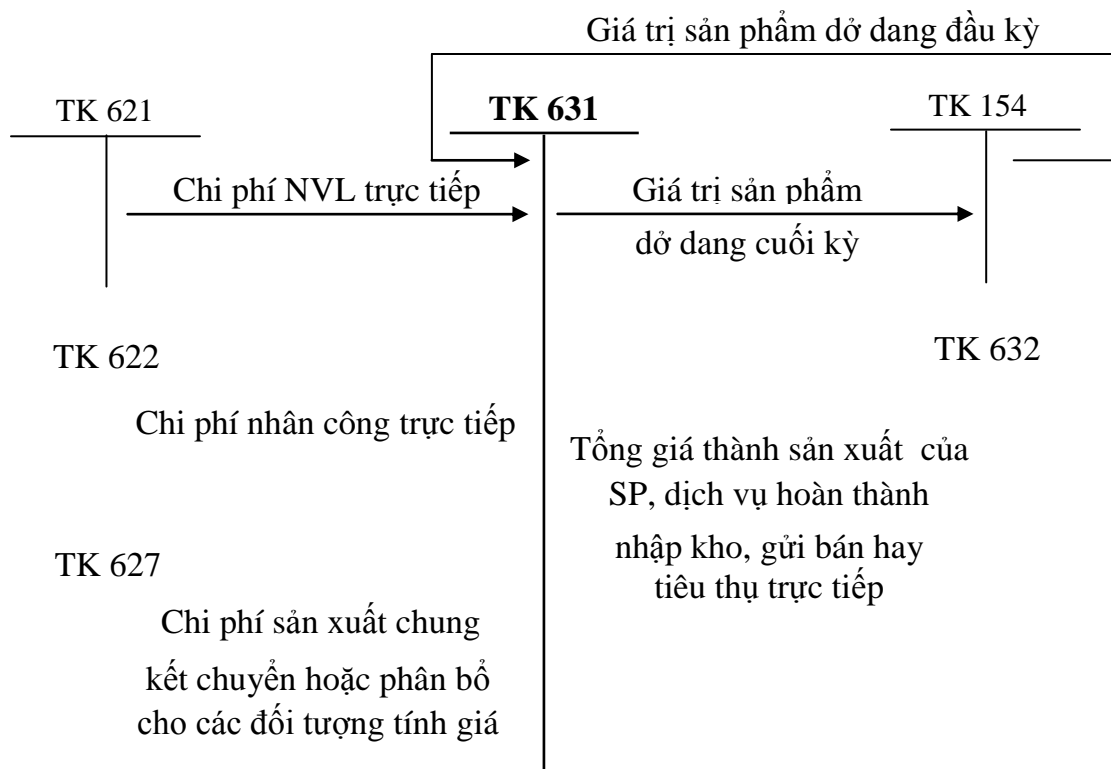 Giá trị sản phẩm dở dang đầu kỳ
TK 621
TK 631
TK 154
Chi phí NVL trực tiếp
Giá trị sản phẩm
dở dang cuối kỳ
TK 622
TK 632
Chi phí nhân công trực tiếp
Tổng giá thành sản xuất của
SP, dịch vụ hoàn thành
nhập kho, gửi bán hay
tiêu thụ trực tiếp
TK 627
Chi phí sản xuất chung
kết chuyển hoặc phân bổ
cho các đối tượng tính giá